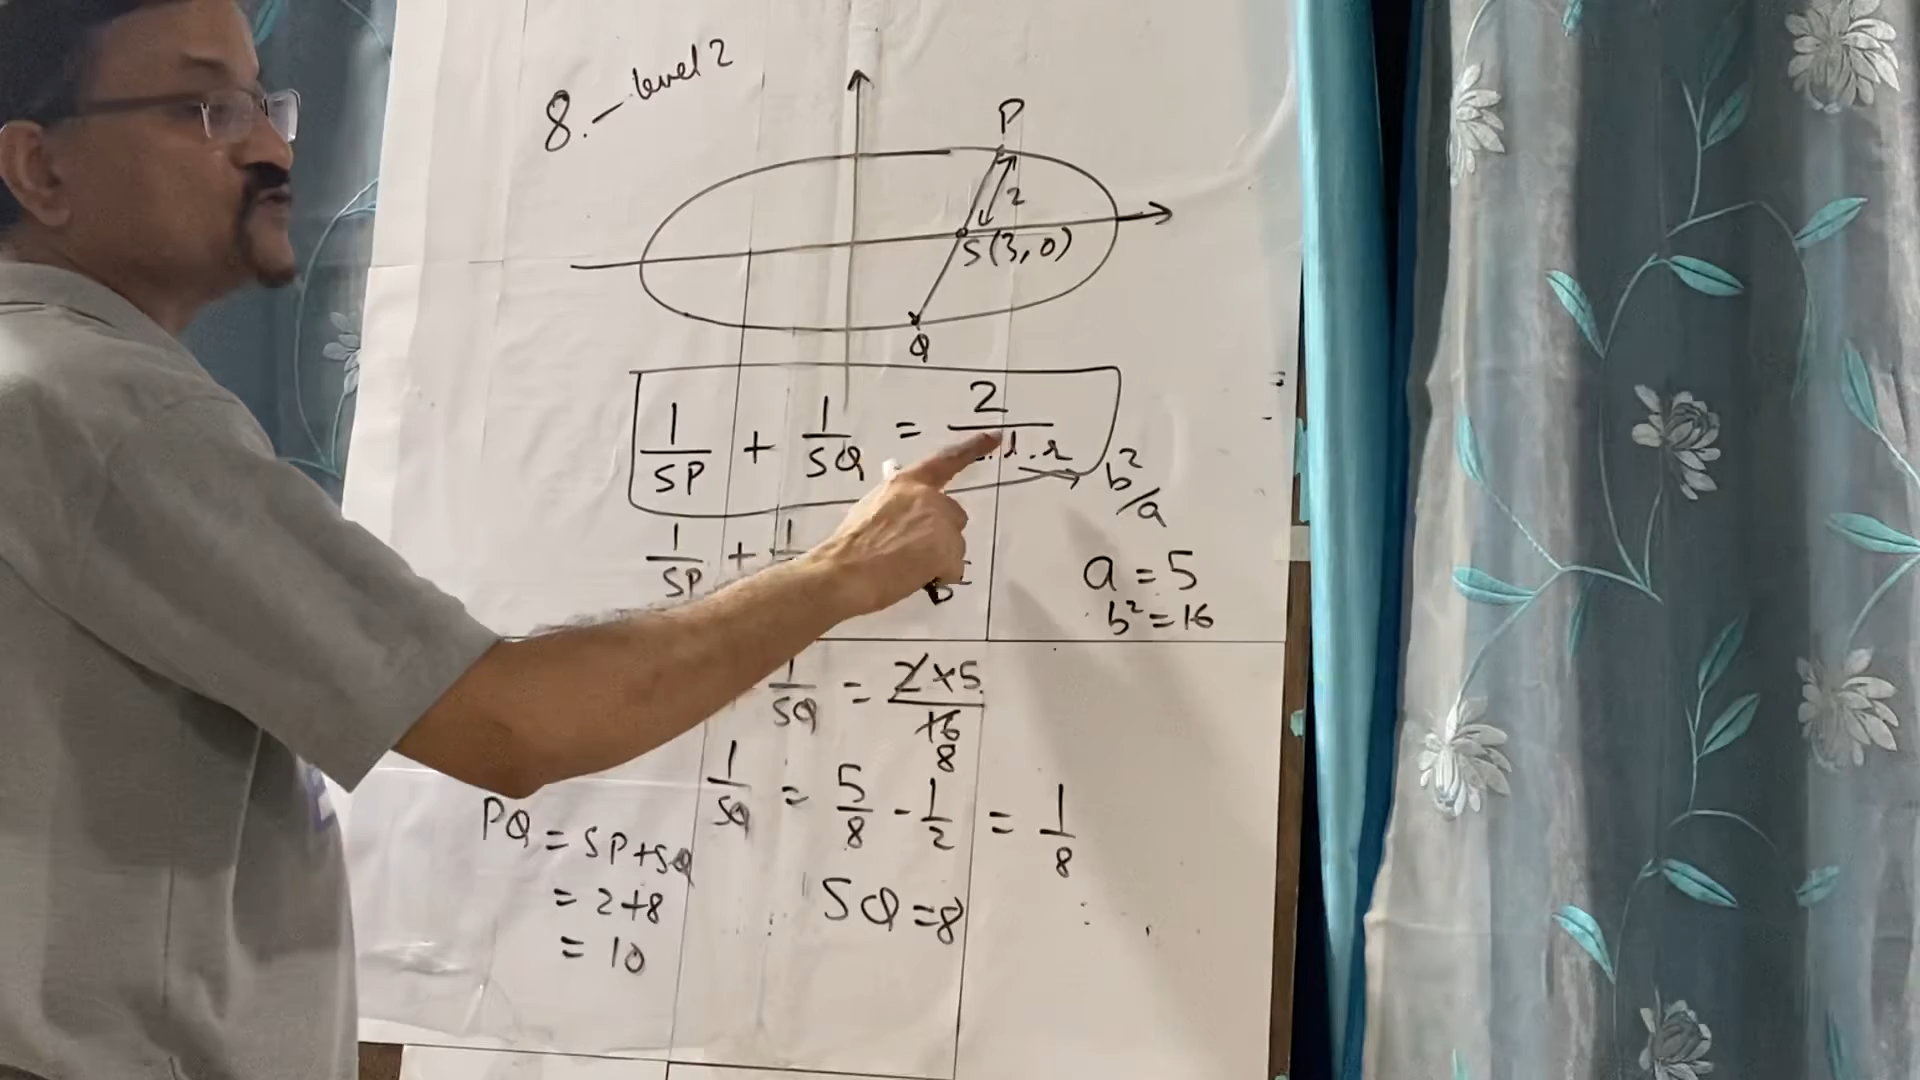 8. — level 2
P
2
S(3, 0)
Q
1/SP + 1/SQ = 2/ .l.r
b²/a
1/SP + 1/
a = 5
b² = 16
1/SQ = 2×5/16
8
1/SQ = 5/8 - 1/2 = 1/8
PQ = SP + SQ
= 2+8
= 10
SQ = 8